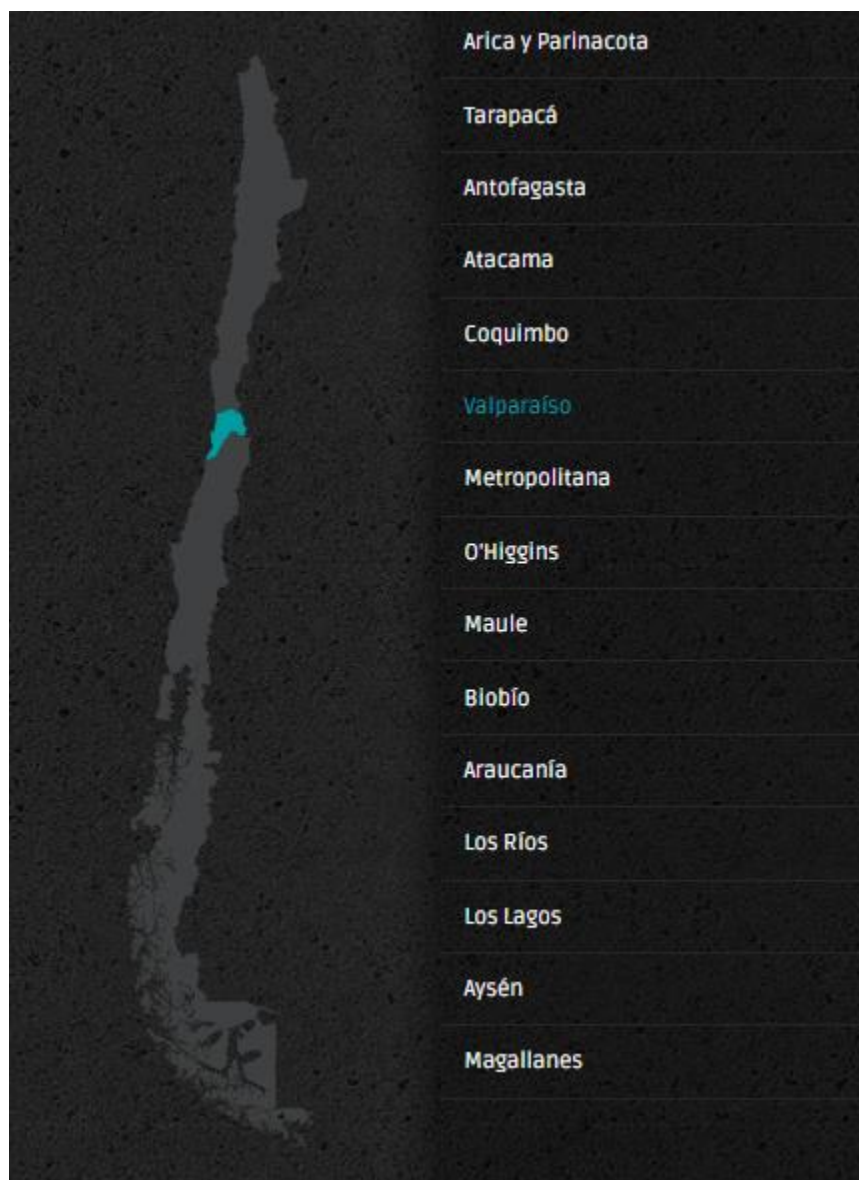 Arica y Parinacota
Tarapacá
Antofagasta
Atacama
Coquimbo
Valparaíso
Metropolitana
O'Higgins
Maule
Biobío
Araucanía
Los Ríos
Los Lagos
Aysén
Magallanes